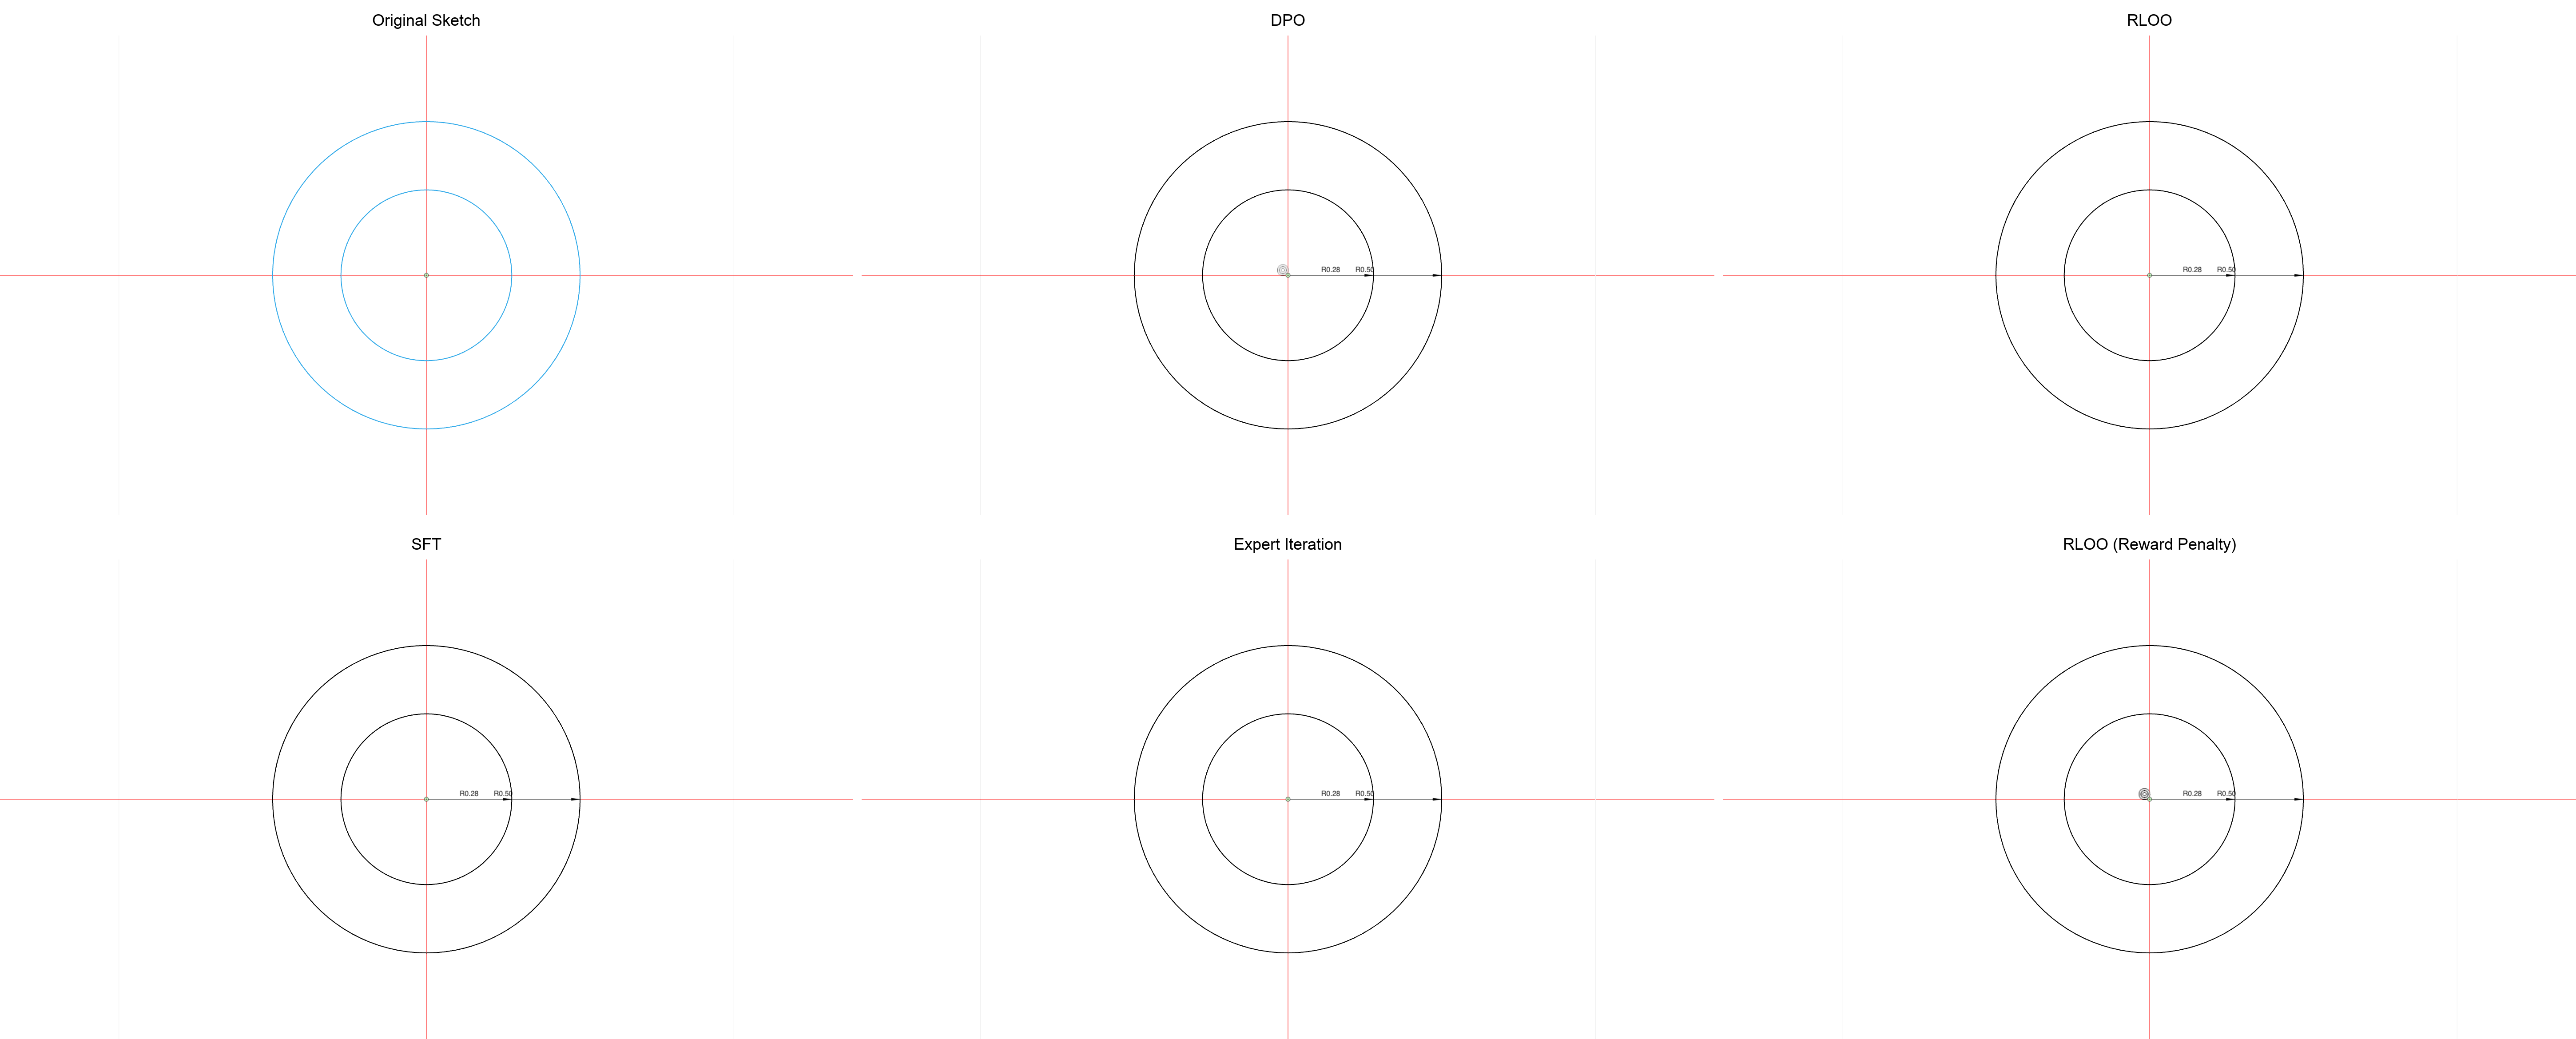 Original Sketch
DPO
RLOO
R0.28 R0.50
R0.28 R0.50
SFT
Expert Iteration
RLOO (Reward Penalty)
R0.28 R0.50
R0.28 R0.50
R0.28 R0.50